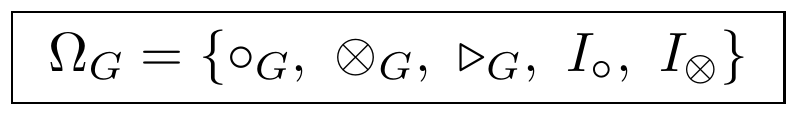 Ω_G = {∘_G, ⊗_G, ▷_G, I_∘, I_⊗}